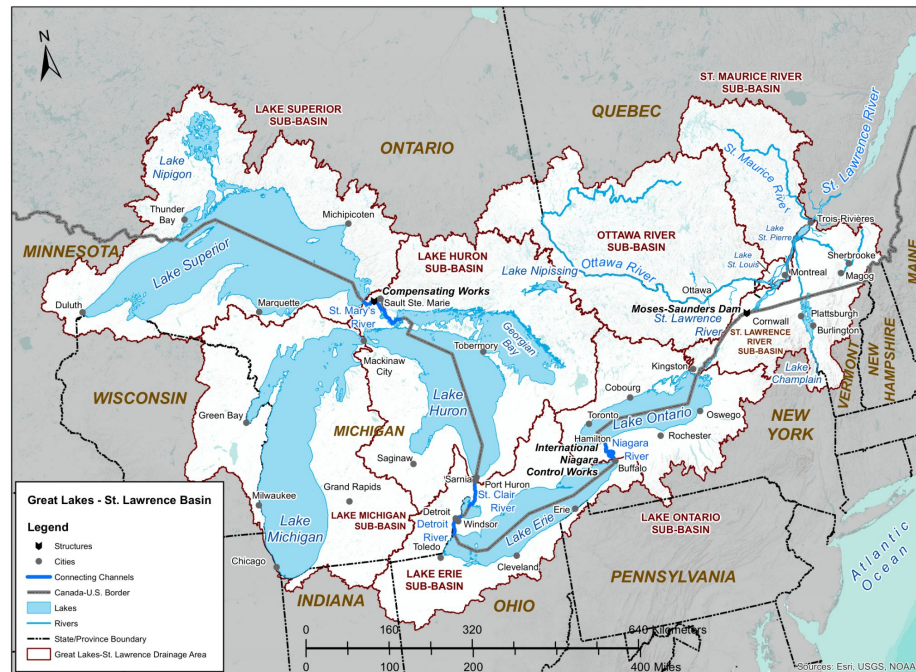 N
ST. MAURICE RIVER
SUB-BASIN
QUEBEC
LAKE SUPERIOR
SUB-BASIN
ONTARIO
Lake
Nipigon
St. Maurice River
St. Lawrence River
Thunder
Bay
Michipicoten
Trois-Rivières
MINNESOTA
Lake Superior
LAKE HURON
SUB-BASIN
OTTAWA RIVER
SUB-BASIN
Lake
St. Pierre
Lake
St. Louis
Sherbrooke
MAINE
Lake Nipissing
Ottawa River
Montreal
Magog
Compensating Works
Sault Ste. Marie
Ottawa
Duluth
Marquette
St. Mary's
River
Moses-Saunders Dam
St. Lawrence
River
Cornwall
Plattsburgh
Burlington
ST. LAWRENCE
RIVER
SUB-BASIN
Georgian
Bay
Tobermory
Mackinaw
City
Kingston
Lake
Champlain
VERMONT
NEW
HAMPSHIRE
WISCONSIN
Lake
Huron
Cobourg
Lake Ontario
Oswego
Green Bay
MICHIGAN
Toronto
NEW
YORK
Hamilton
Rochester
International
Niagara
Control Works
Niagara
River
Buffalo
Saginaw
Sarnia
Port Huron
St. Clair
River
Grand Rapids
Milwaukee
Lake
Michigan
LAKE MICHIGAN
SUB-BASIN
Detroit
Windsor
Detroit
River
Lake Erie
Erie
LAKE ONTARIO
SUB-BASIN
Toledo
Cleveland
Chicago
LAKE ERIE
SUB-BASIN
PENNSYLVANIA
Atlantic
Ocean
INDIANA
OHIO
Great Lakes - St. Lawrence Basin
Legend
Structures
Cities
Connecting Channels
Canada-U.S. Border
Lakes
Rivers
State/Province Boundary
Great Lakes-St. Lawrence Drainage Area
0 160 320 640 Kilometers
0 100 200 400 Miles
Sources: Esri, USGS, NOAA